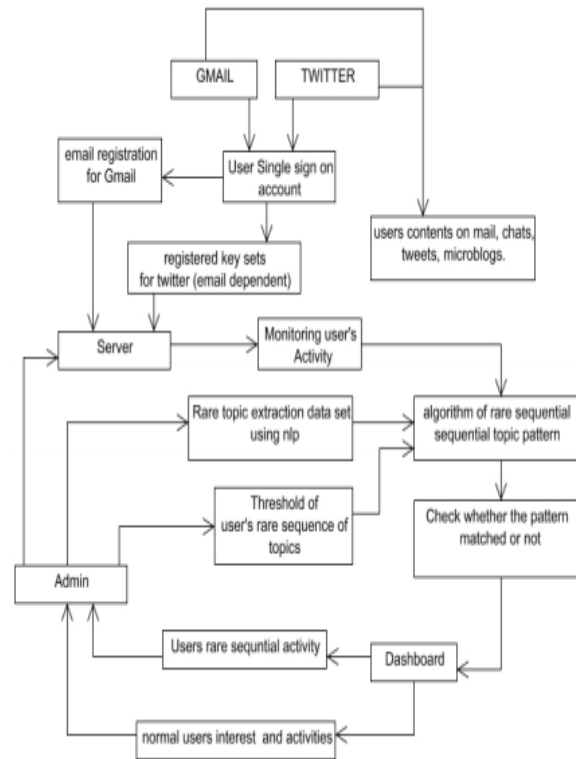 GMAIL
TWITTER
email registration
for Gmail
User Single sign on
account
users contents on mail, chats,
tweets, microblogs.
registered key sets
for twitter (email dependent)
Server
Monitoring user's
Activity
Rare topic extraction data set
using nlp
algorithm of rare sequential
sequential topic pattern
Threshold of
user's rare sequence of
topics
Check whether the pattern
matched or not
Admin
Users rare sequntial activity
Dashboard
normal users interest and activities